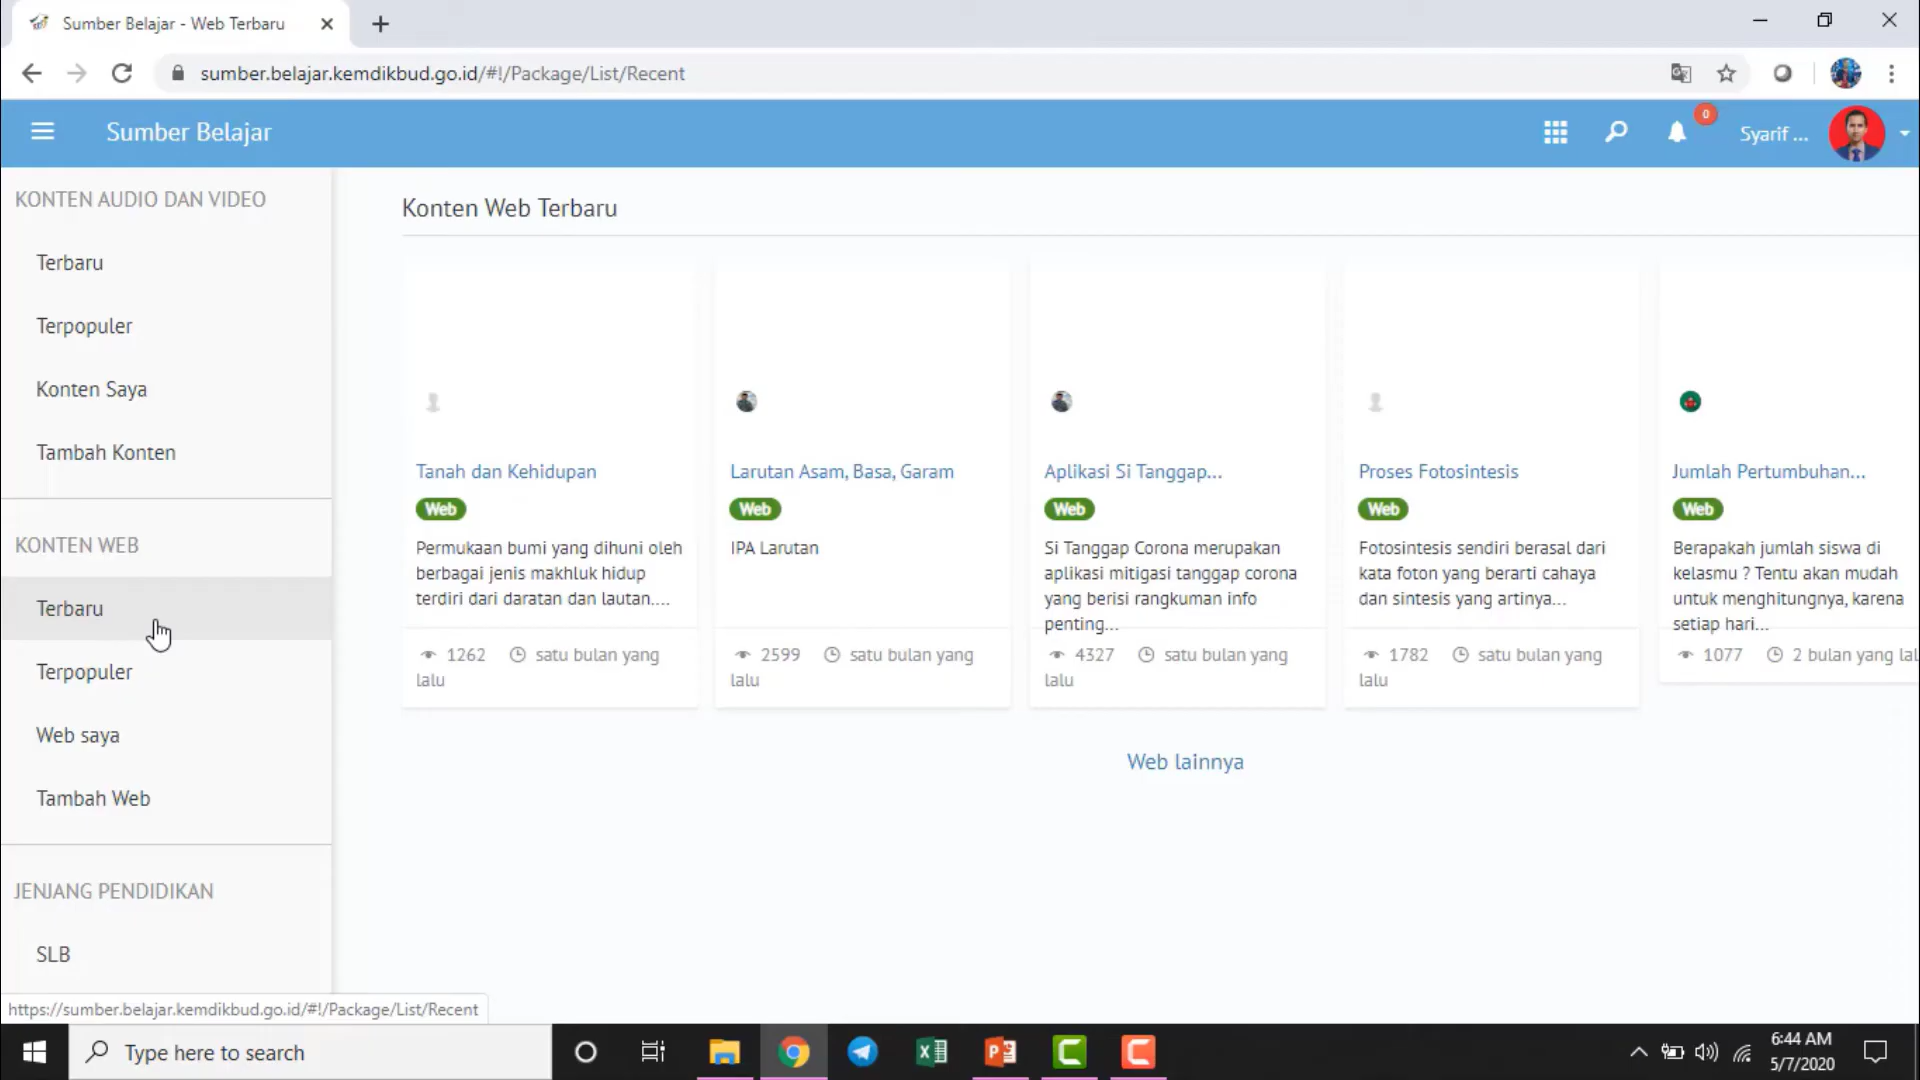 Sumber Belajar - Web Terbaru
sumber.belajar.kemdikbud.go.id/#!/Package/List/Recent
Sumber Belajar
0
Syarif ...
KONTEN AUDIO DAN VIDEO
Terbaru
Terpopuler
Konten Saya
Tambah Konten
KONTEN WEB
Terbaru
Terpopuler
Web saya
Tambah Web
JENJANG PENDIDIKAN
SLB
Konten Web Terbaru
Tanah dan Kehidupan
Web
Permukaan bumi yang dihuni oleh
berbagai jenis makhluk hidup
terdiri dari daratan dan lautan....
1262 satu bulan yang
lalu
Larutan Asam, Basa, Garam
Web
IPA Larutan
2599 satu bulan yang
lalu
Aplikasi Si Tanggap...
Web
Si Tanggap Corona merupakan
aplikasi mitigasi tanggap corona
yang berisi rangkuman info
penting...
4327 satu bulan yang
lalu
Proses Fotosintesis
Web
Fotosintesis sendiri berasal dari
kata foton yang berarti cahaya
dan sintesis yang artinya...
1782 satu bulan yang
lalu
Jumlah Pertumbuhan...
Web
Berapakah jumlah siswa di
kelasmu ? Tentu akan mudah
untuk menghitungnya, karena
setiap hari...
1077 2 bulan yang lal
Web lainnya
https://sumber.belajar.kemdikbud.go.id/#!/Package/List/Recent
Type here to search
6:44 AM
5/7/2020